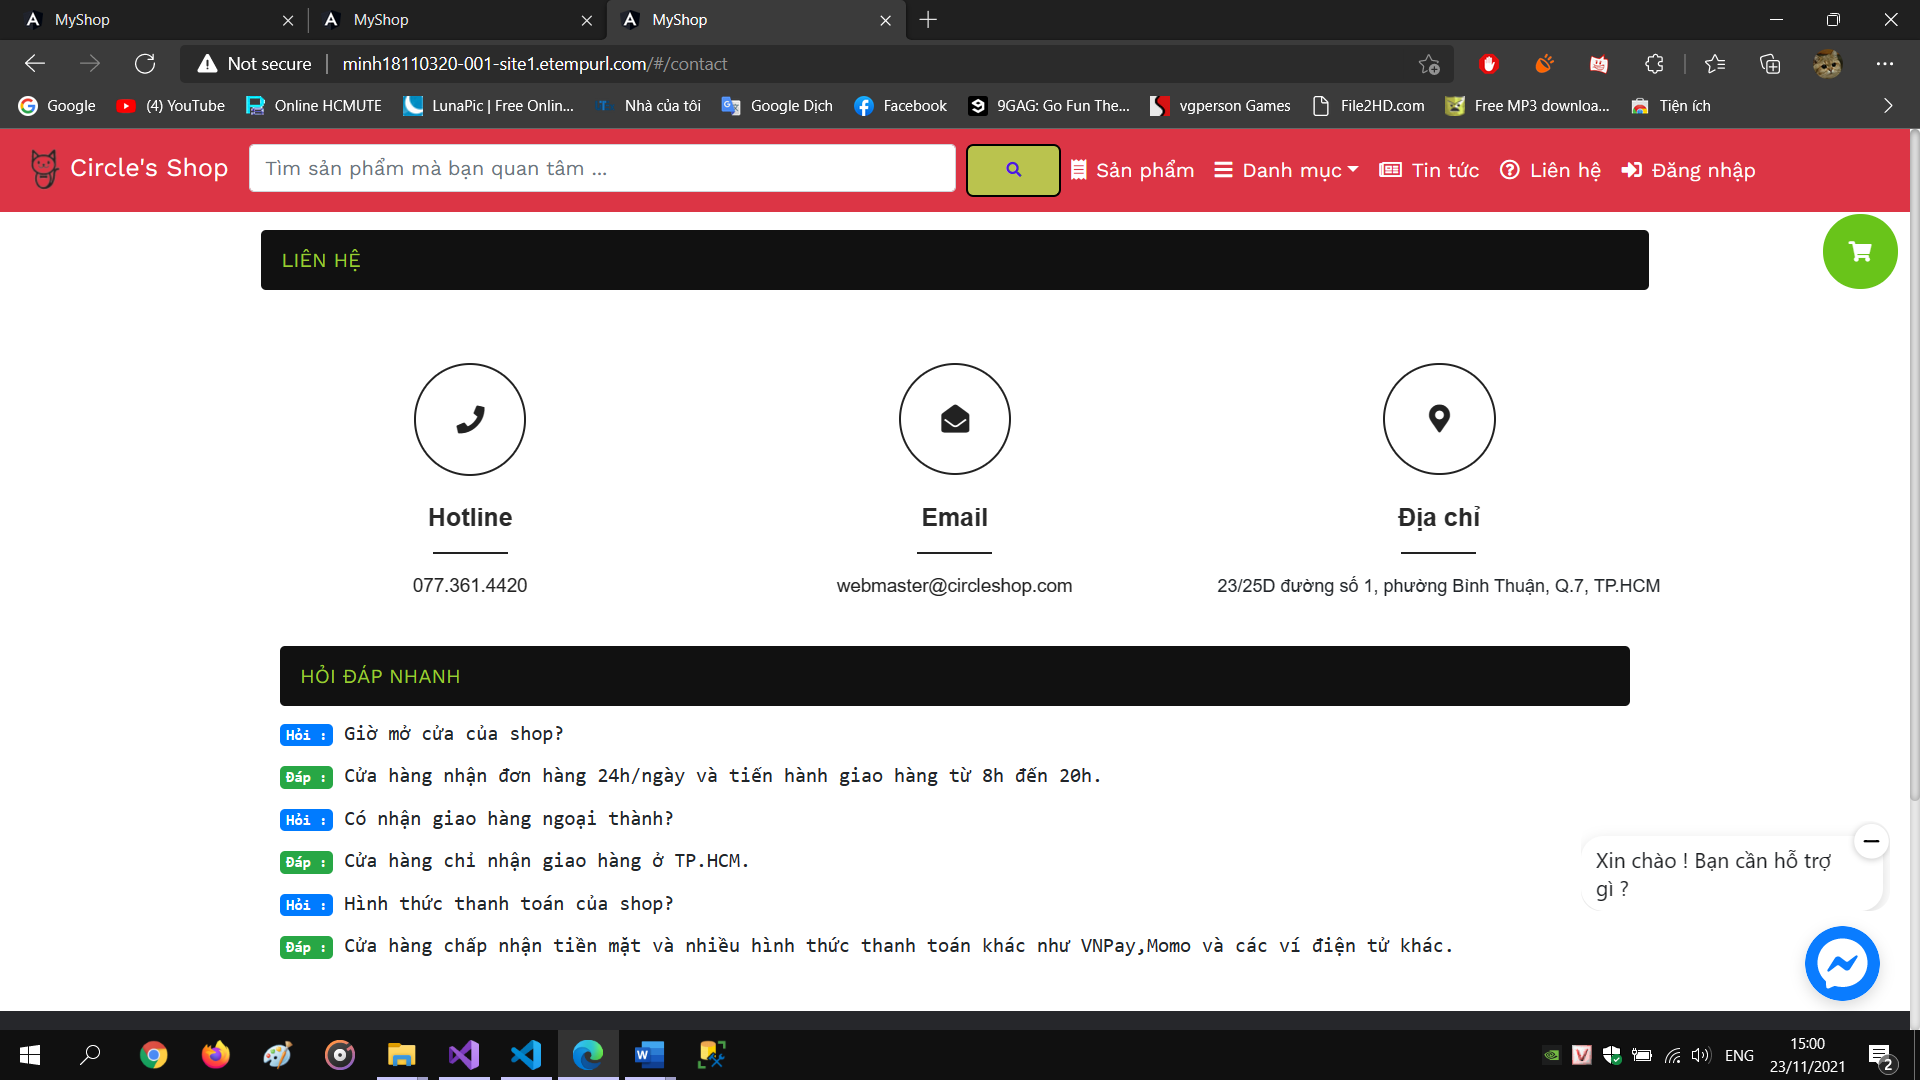 MyShop
MyShop
MyShop
Not secure
minh18110320-001-site1.etempurl.com/#/contact
Google
(4) YouTube
Online HCMUTE
LunaPic | Free Onlin...
Nhà của tôi
Google Dịch
Facebook
9GAG: Go Fun The...
vgperson Games
File2HD.com
Free MP3 downloa...
Tiện ích
Circle's Shop
Tìm sản phẩm mà bạn quan tâm ...
Sản phẩm
Danh mục
Tin tức
Liên hệ
Đăng nhập
LIÊN HỆ
Hotline
077.361.4420
Email
webmaster@circleshop.com
Địa chỉ
23/25D đường số 1, phường Bình Thuận, Q.7, TP.HCM
HỎI ĐÁP NHANH
Hỏi : Giờ mở cửa của shop?
Đáp : Cửa hàng nhận đơn hàng 24h/ngày và tiến hành giao hàng từ 8h đến 20h.
Hỏi : Có nhận giao hàng ngoại thành?
Đáp : Cửa hàng chỉ nhận giao hàng ở TP.HCM.
Hỏi : Hình thức thanh toán của shop?
Đáp : Cửa hàng chấp nhận tiền mặt và nhiều hình thức thanh toán khác như VNPay,Momo và các ví điện tử khác.
Xin chào ! Bạn cần hỗ trợ
gì ?
ENG
15:00
23/11/2021
2